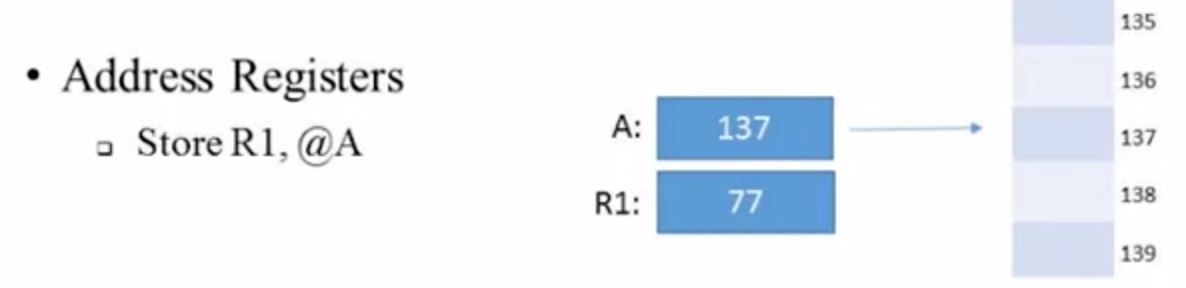 • Address Registers
❑ Store R1, @A
A: 137
R1: 77
135
136
137
138
139